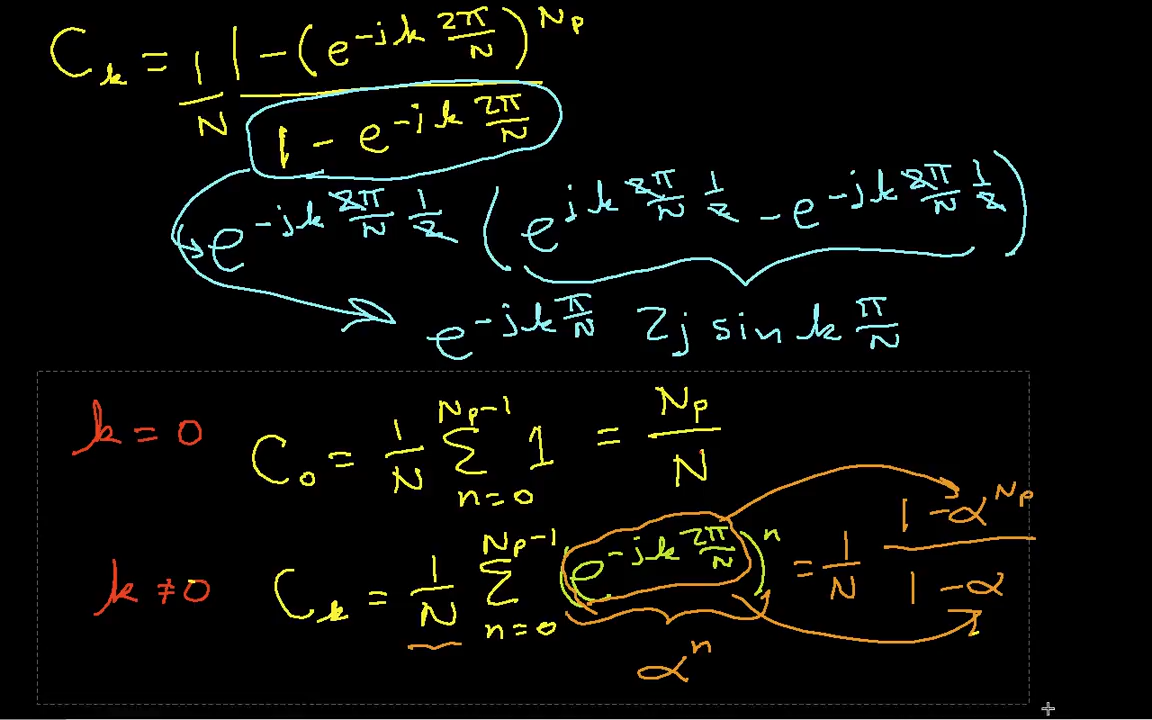 C_k = 1/N (1 - (e^{-jk 2π/N})^{N_p}) / (1 - e^{-jk 2π/N})
e^{-jk 2π/N 1/2} (e^{jk 2π/N 1/2} - e^{-jk 2π/N 1/2})
e^{-jk π/N} 2j sin k π/N
k = 0 C_0 = 1/N Σ_{n=0}^{N_p-1} 1 = N_p/N
k ≠ 0 C_k = 1/N Σ_{n=0}^{N_p-1} (e^{-jk 2π/N})^n = 1/N (1 - α^{N_p}) / (1 - α)
α^n